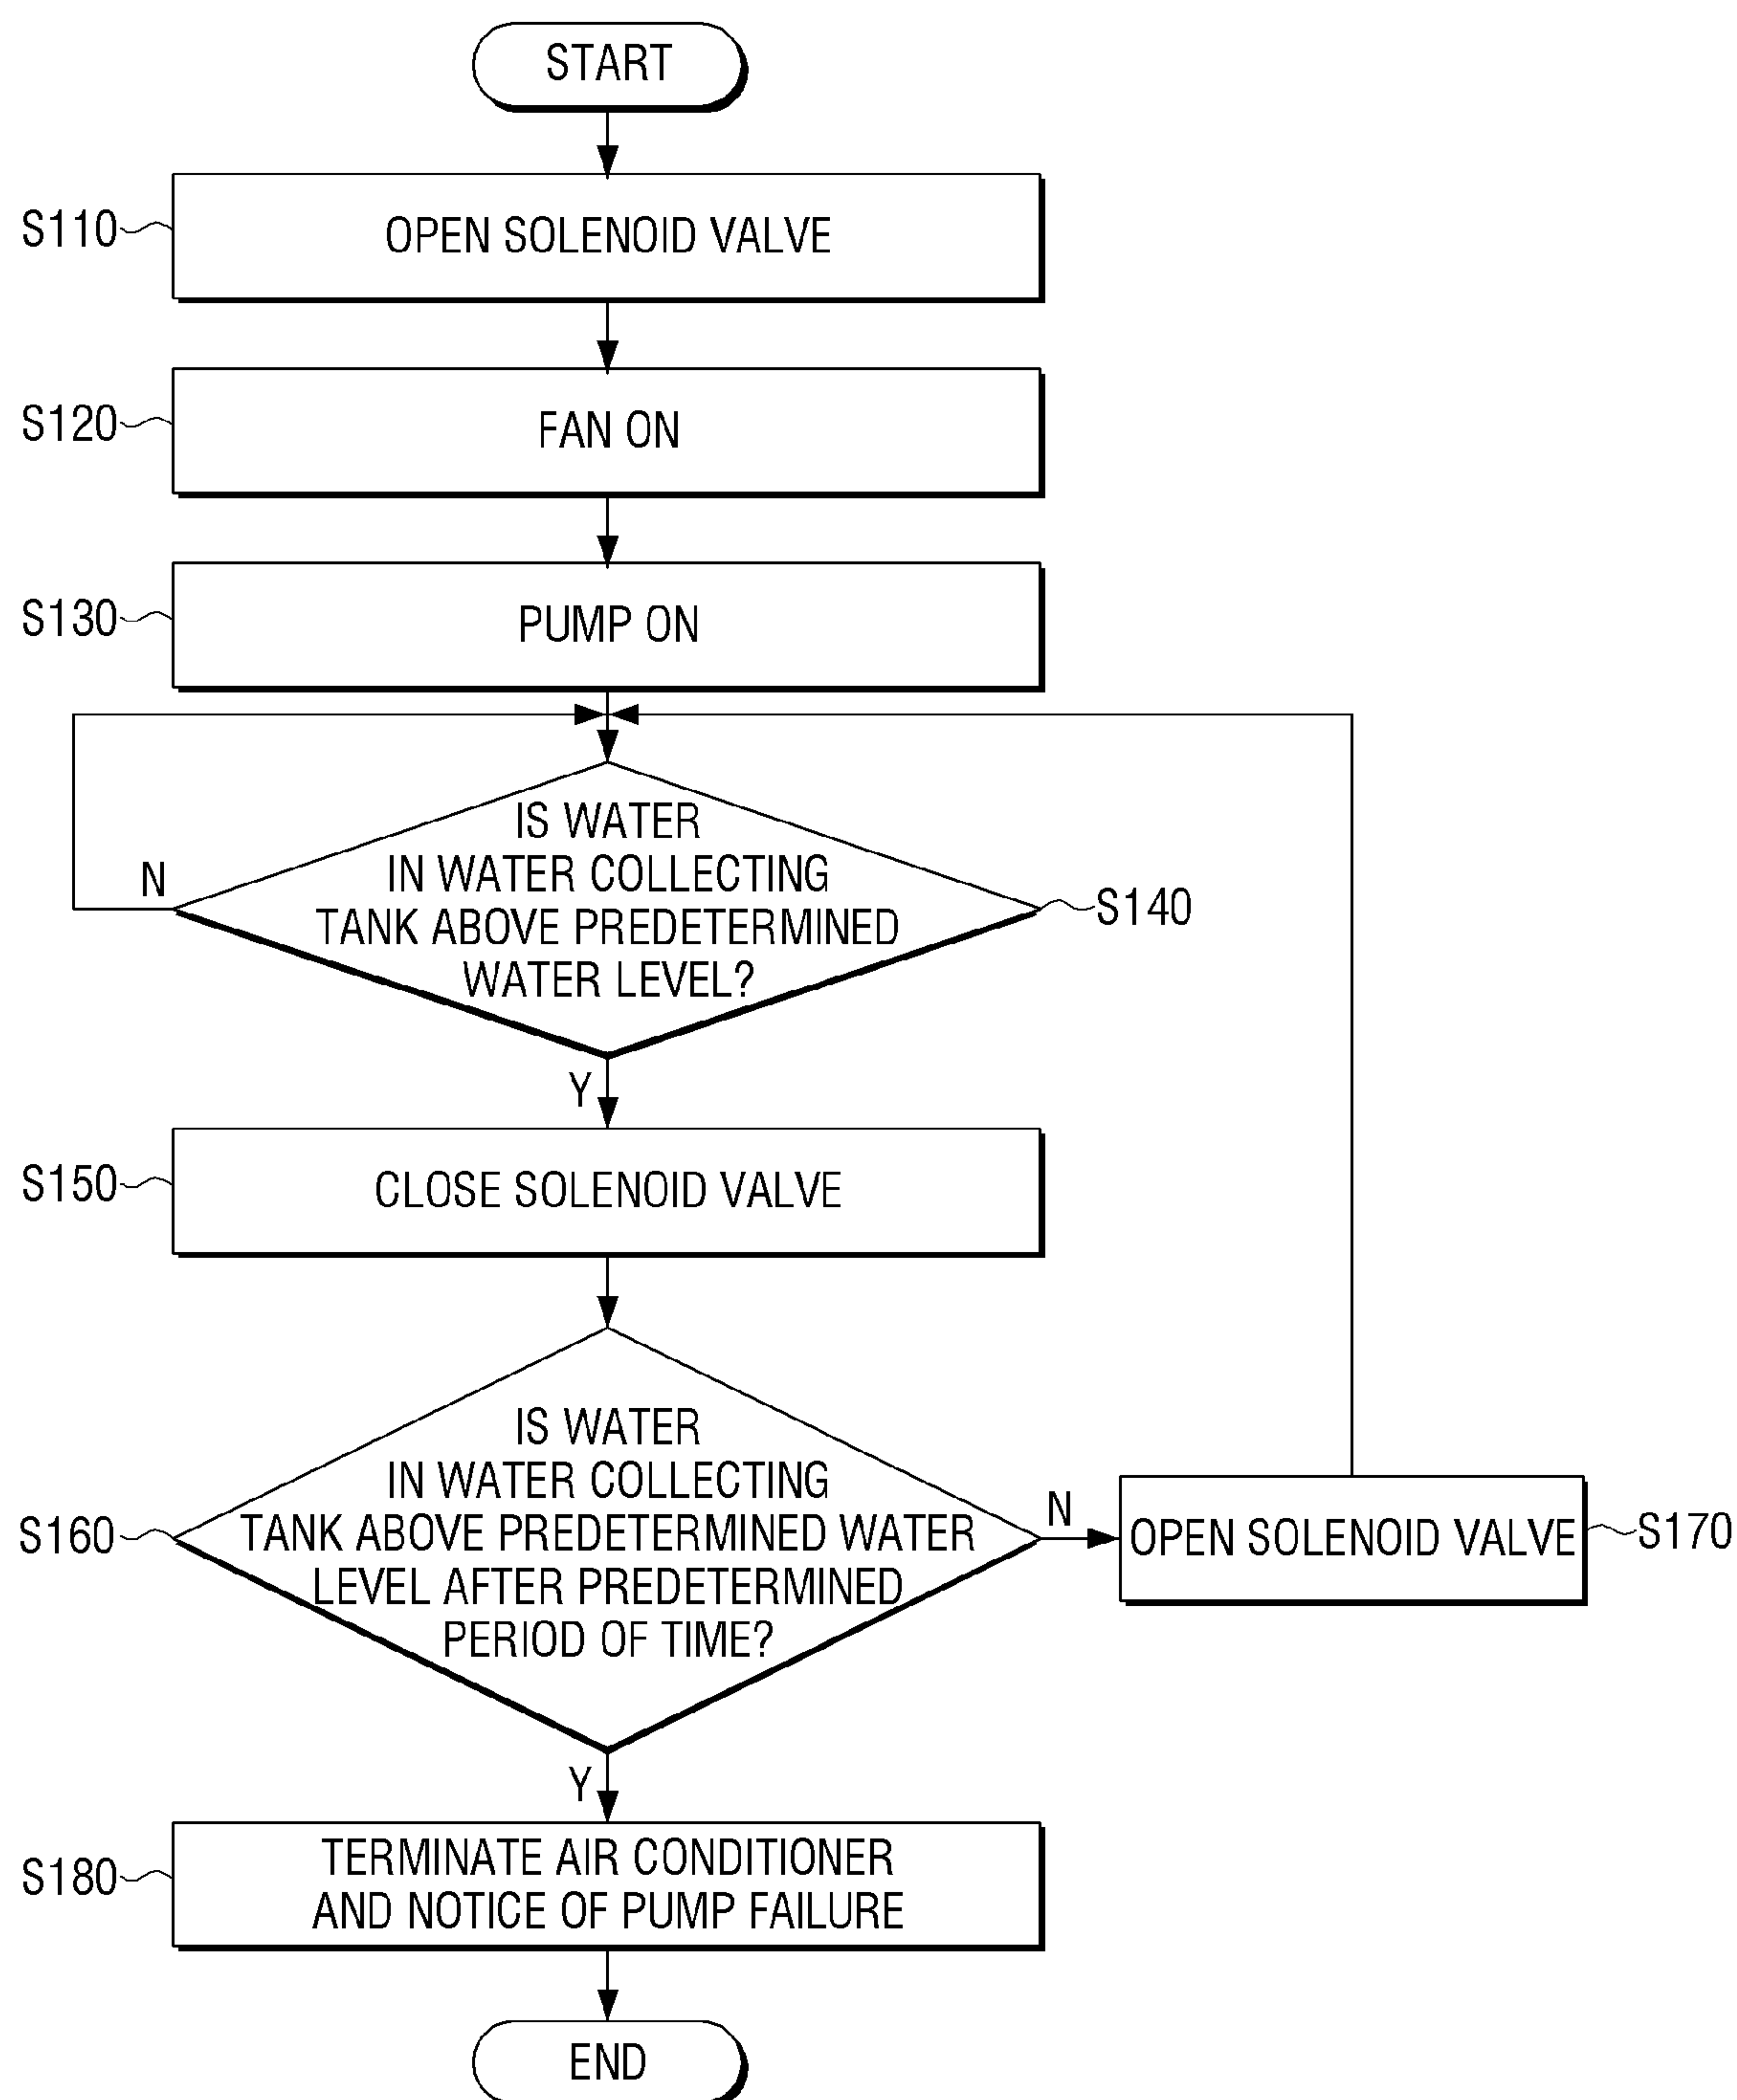 START
S110
OPEN SOLENOID VALVE
S120
FAN ON
S130
PUMP ON
IS WATER
IN WATER COLLECTING
TANK ABOVE PREDETERMINED
WATER LEVEL?
N
S140
Y
S150
CLOSE SOLENOID VALVE
IS WATER
IN WATER COLLECTING
TANK ABOVE PREDETERMINED WATER
LEVEL AFTER PREDETERMINED
PERIOD OF TIME?
S160
N
OPEN SOLENOID VALVE
S170
Y
S180
TERMINATE AIR CONDITIONER
AND NOTICE OF PUMP FAILURE
END